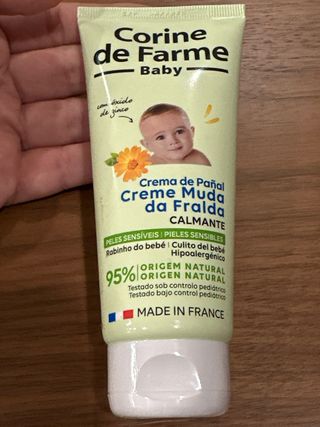 Corine
de Farme
Baby
con óxido
de zinco
Crema de Pañal
Creme Muda
da Fralda
CALMANTE
PELES SENSÍVEIS | PIELES SENSIBLES
Rabinho do bebé | Culito del bebé
Hipoalergénico
95% ORIGEM NATURAL
ORIGEN NATURAL
Testado sob controlo pediátrico
Testado bajo control pediátrico
MADE IN FRANCE